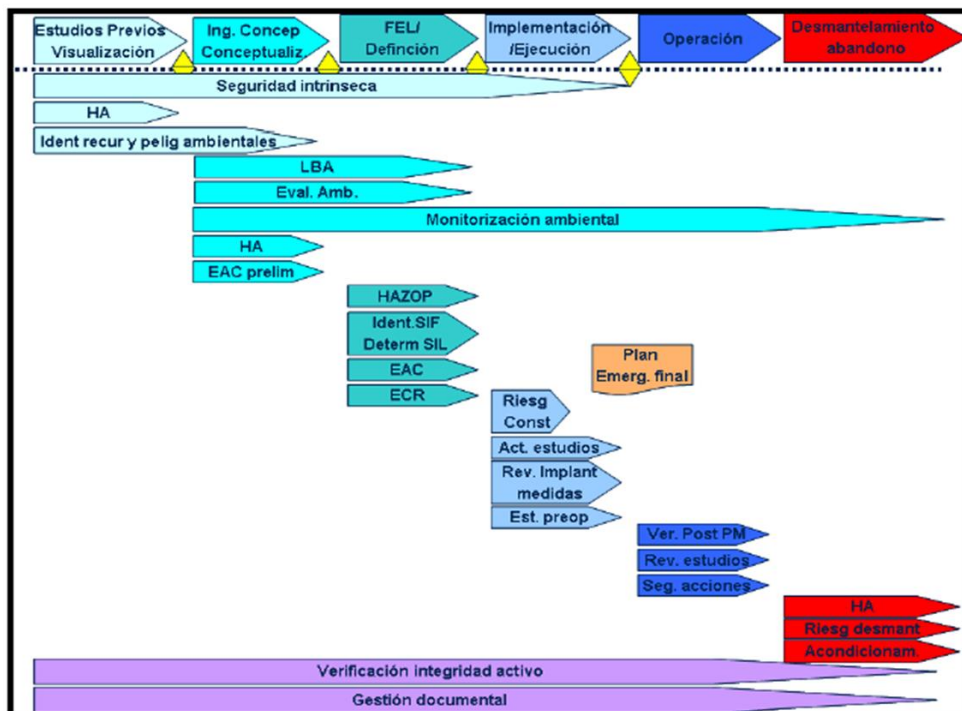 Estudios Previos
Visualización
Ing. Concep
Conceptualiz
FEL/
Definción
Implementación
/Ejecución
Operación
Desmantelamiento
abandono
Seguridad intrinseca
HA
Ident recur y pelig ambientales
LBA
Eval. Amb.
Monitorización ambiental
HA
EAC prelim
HAZOP
Ident.SIF
Determ SIL
EAC
ECR
Plan
Emerg. final
Riesg
Const
Act. estudios
Rev. Implant
medidas
Est. preop
Ver. Post PM
Rev. estudios
Seg. acciones
HA
Riesg desmant
Acondicionam.
Verificación integridad activo
Gestión documental